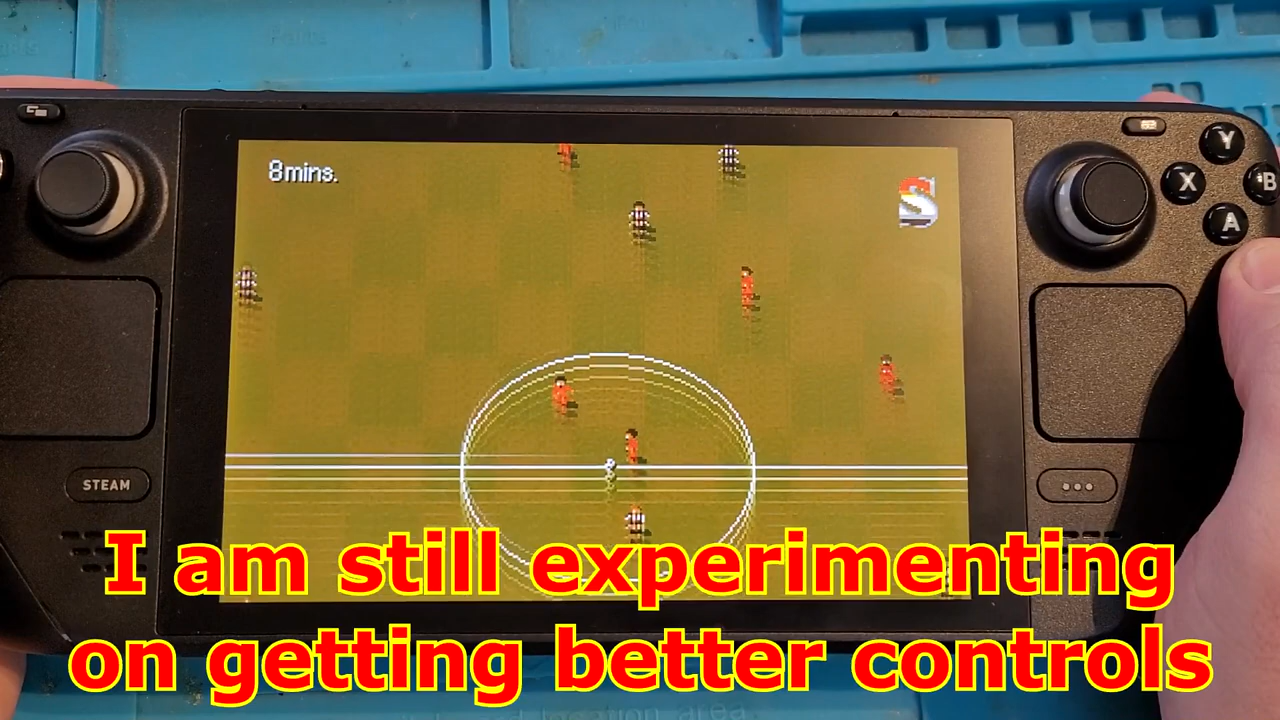 8mins.
S
Y
X
B
A
STEAM
I am still experimenting
on getting better controls